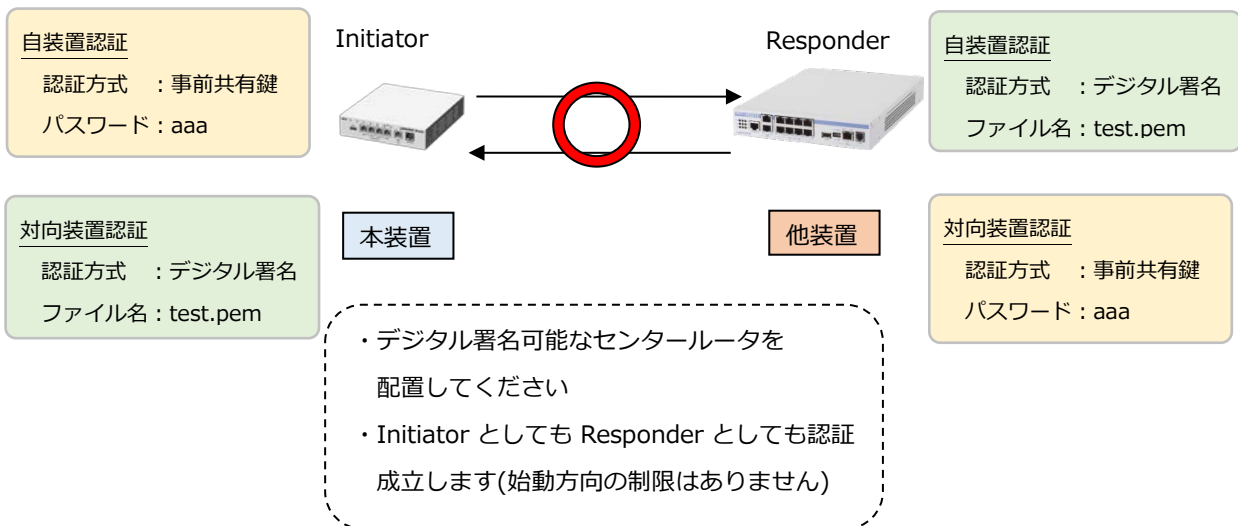 自装置認証
認証方式 ：事前共有鍵
パスワード：aaa
Initiator
Responder
自装置認証
認証方式 ：デジタル署名
ファイル名：test.pem
対向装置認証
認証方式 ：デジタル署名
ファイル名：test.pem
本装置
他装置
対向装置認証
認証方式 ：事前共有鍵
パスワード：aaa
・デジタル署名可能なセンタールータを
配置してください
・Initiator としても Responder としても認証
成立します(始動方向の制限はありません)